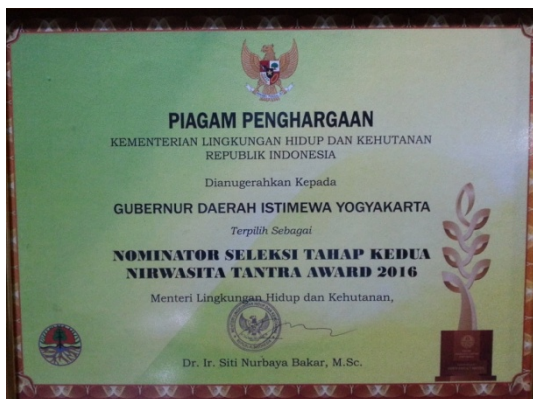 PIAGAM PENGHARGAAN
KEMENTERIAN LINGKUNGAN HIDUP DAN KEHUTANAN
REPUBLIK INDONESIA
Dianugerahkan Kepada
GUBERNUR DAERAH ISTIMEWA YOGYAKARTA
Terpilih Sebagai
NOMINATOR SELEKSI TAHAP KEDUA
NIRWASITA TANTRA AWARD 2016
Menteri Lingkungan Hidup dan Kehutanan,
Dr. Ir. Siti Nurbaya Bakar, M.Sc.